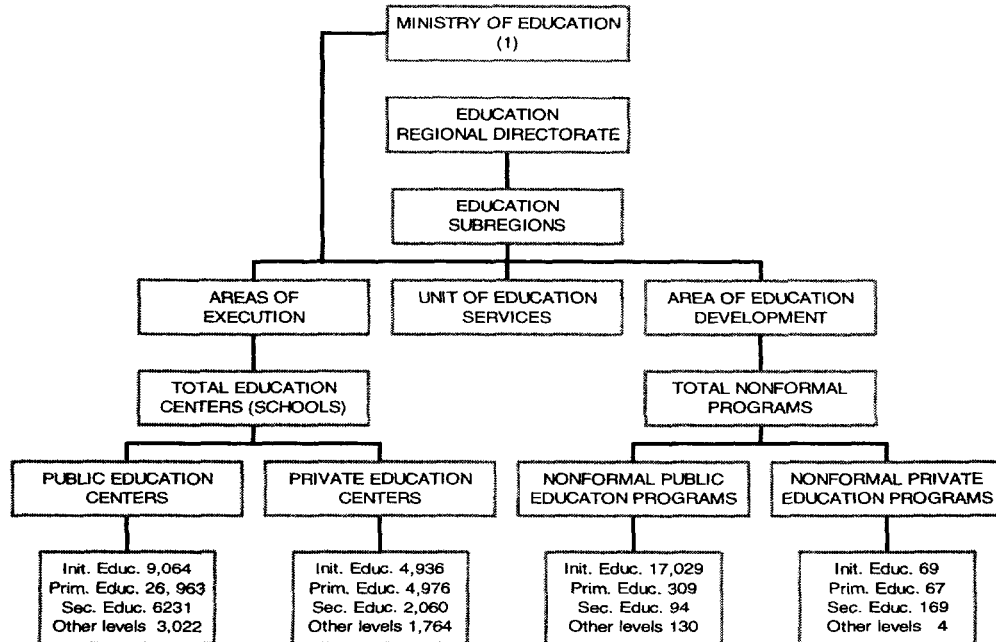 MINISTRY OF EDUCATION
(1)
EDUCATION
REGIONAL DIRECTORATE
EDUCATION
SUBREGIONS
AREAS OF
EXECUTION
UNIT OF EDUCATION
SERVICES
AREA OF EDUCATION
DEVELOPMENT
TOTAL EDUCATION
CENTERS (SCHOOLS)
TOTAL NONFORMAL
PROGRAMS
PUBLIC EDUCATION
CENTERS
PRIVATE EDUCATION
CENTERS
NONFORMAL PUBLIC
EDUCATON PROGRAMS
NONFORMAL PRIVATE
EDUCATION PROGRAMS
Init. Educ. 9,064
Prim. Educ. 26, 963
Sec. Educ. 6231
Other levels 3,022
Init. Educ. 4,936
Prim. Educ. 4,976
Sec. Educ. 2,060
Other levels 1,764
Init. Educ. 17,029
Prim. Educ. 309
Sec. Educ. 94
Other levels 130
Init. Educ. 69
Prim. Educ. 67
Sec. Educ. 169
Other levels 4